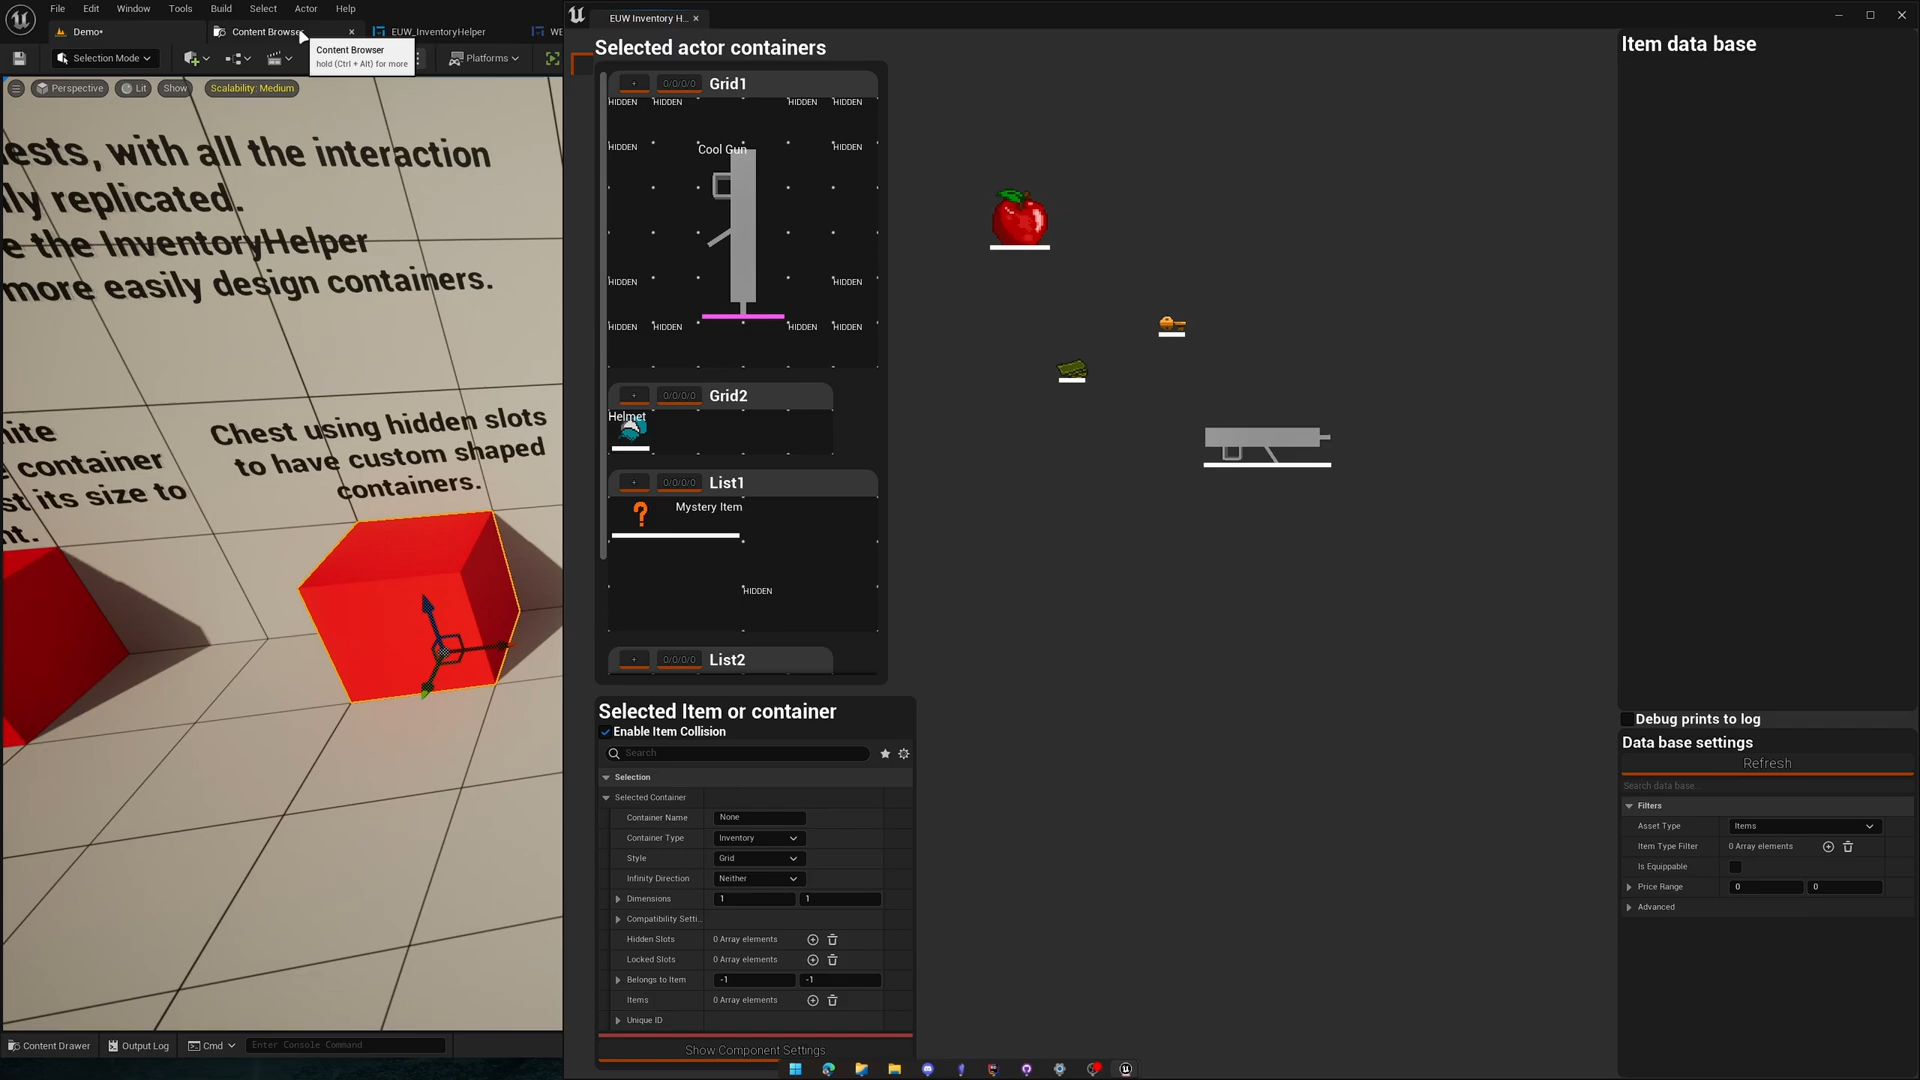 File Edit Window Tools Build Select Actor Help
Demo•
Content Browser
EUW_InventoryHelper
Selection Mode
Content Browser
hold (Ctrl + Alt) for more
Platforms
Perspective Lit Show Scalability: Medium
ests, with all the interaction
lly replicated.
e the InventoryHelper
more easily design containers.
container
st its size to
Chest using hidden slots
to have custom shaped
containers.
Content Drawer Output Log Cmd Enter Console Command
EUW Inventory H...
Selected actor containers
+ 0/0/0/0 Grid1
HIDDEN HIDDEN HIDDEN HIDDEN
HIDDEN HIDDEN
Cool Gun
HIDDEN HIDDEN
HIDDEN HIDDEN HIDDEN HIDDEN
+ 0/0/0/0 Grid2
Helmet
+ 0/0/0/0 List1
? Mystery Item
HIDDEN
+ 0/0/0/0 List2
Selected Item or container
Enable Item Collision
Search
Selection
Selected Container
Container Name None
Container Type Inventory
Style Grid
Infinity Direction Neither
Dimensions 1 1
Compatibility Setti...
Hidden Slots 0 Array elements
Locked Slots 0 Array elements
Belongs to Item -1 -1
Items 0 Array elements
Unique ID
Show Component Settings
Item data base
Debug prints to log
Data base settings
Refresh
Search data base...
Filters
Asset Type Items
Item Type Filter 0 Array elements
Is Equippable
Price Range 0 0
Advanced